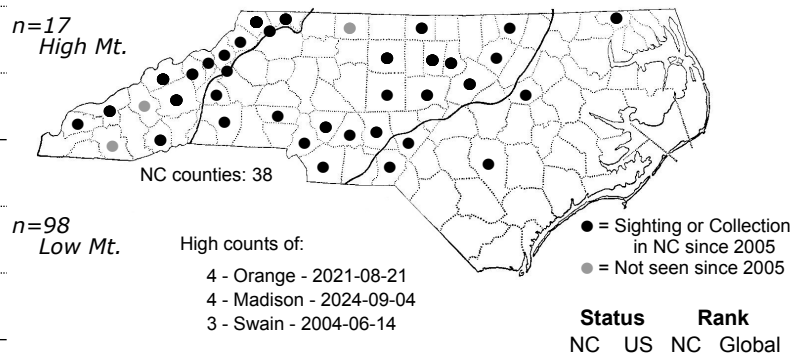 n=17
High Mt.
NC counties: 38
n=98
Low Mt.
High counts of:
4 - Orange - 2021-08-21
4 - Madison - 2024-09-04
3 - Swain - 2004-06-14
= Sighting or Collection
in NC since 2005
= Not seen since 2005
Status Rank
NC US NC Global